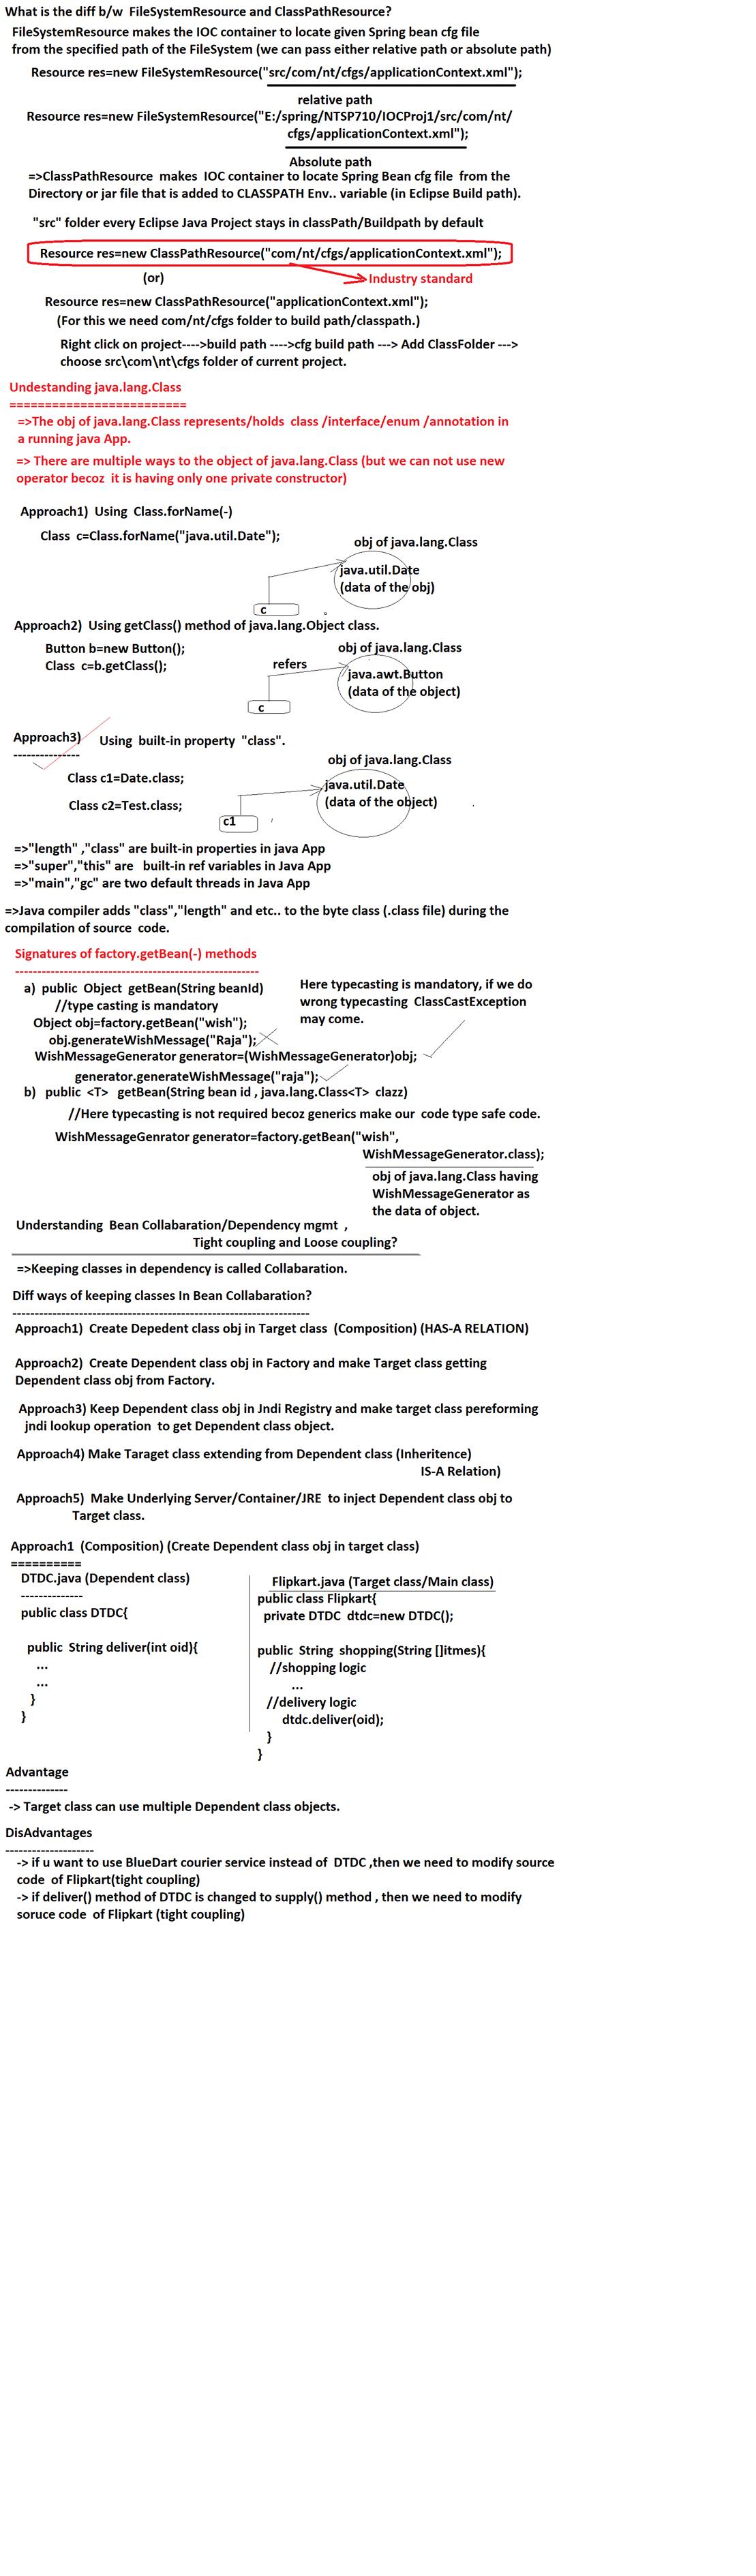 What is the diff b/w  FileSystemResource and ClassPathResource?
FileSystemResource makes the IOC container to locate given Spring bean cfg file
from the specified path of the FileSystem (we can pass either relative path or absolute path)
Resource res=new FileSystemResource("src/com/nt/cfgs/applicationContext.xml");
relative path
Resource res=new FileSystemResource("E:/spring/NTSP710/IOCProj1/src/com/nt/
cfgs/applicationContext.xml");
Absolute path
=>ClassPathResource  makes  IOC container to locate Spring Bean cfg file  from the
Directory or jar file that is added to CLASSPATH Env.. variable (in Eclipse Build path).
"src" folder every Eclipse Java Project stays in classPath/Buildpath by default
Resource res=new ClassPathResource("com/nt/cfgs/applicationContext.xml");
(or)
Industry standard
Resource res=new ClassPathResource("applicationContext.xml");
(For this we need com/nt/cfgs folder to build path/classpath.)
Right click on project---->build path ---->cfg build path ---> Add ClassFolder --->
choose src\com\nt\cfgs folder of current project.
Undestanding java.lang.Class
=========================
=>The obj of java.lang.Class represents/holds  class /interface/enum /annotation in
a running java App.
=> There are multiple ways to the object of java.lang.Class (but we can not use new
operator becoz  it is having only one private constructor)
Approach1)  Using  Class.forName(-)
Class  c=Class.forName("java.util.Date");
obj of java.lang.Class
java.util.Date
(data of the obj)
c
Approach2)  Using getClass() method of java.lang.Object class.
Button b=new Button();
Class  c=b.getClass();
obj of java.lang.Class
refers
java.awt.Button
(data of the object)
c
Approach3)
Using  built-in property  "class".
---------------
obj of java.lang.Class
Class c1=Date.class;
java.util.Date
(data of the object)
Class c2=Test.class;
c1
=>"length" ,"class" are built-in properties in java App
=>"super","this" are   built-in ref variables in Java App
=>"main","gc" are two default threads in Java App
=>Java compiler adds "class","length" and etc.. to the byte class (.class file) during the
compilation of source  code.
Signatures of factory.getBean(-) methods
-------------------------------------------------------
a)  public  Object  getBean(String beanId)
//type casting is mandatory
Object obj=factory.getBean("wish");
obj.generateWishMessage("Raja");
Here typecasting is mandatory, if we do
wrong typecasting  ClassCastException
may come.
WishMessageGenerator generator=(WishMessageGenerator)obj;
generator.generateWishMessage("raja");
b)   public  <T>   getBean(String bean id , java.lang.Class<T>  clazz)
//Here typecasting is not required becoz generics make our  code type safe code.
WishMessageGenrator generator=factory.getBean("wish",
WishMessageGenerator.class);
obj of java.lang.Class having
WishMessageGenerator as
the data of object.
Understanding  Bean Collabaration/Dependency mgmt  ,
Tight coupling and Loose coupling?
=>Keeping classes in dependency is called Collabaration.
Diff ways of keeping classes In Bean Collabaration?
-------------------------------------------------------------------
Approach1)  Create Depedent class obj in Target class  (Composition) (HAS-A RELATION)
Approach2)  Create Dependent class obj in Factory and make Target class getting
Dependent class obj from Factory.
Approach3) Keep Dependent class obj in Jndi Registry and make target class pereforming
jndi lookup operation  to get Dependent class object.
Approach4) Make Taraget class extending from Dependent class (Inheritence)
IS-A Relation)
Approach5)  Make Underlying Server/Container/JRE  to inject Dependent class obj to
Target class.
Approach1  (Composition) (Create Dependent class obj in target class)
==========
DTDC.java (Dependent class)
--------------
public class DTDC{
public  String deliver(int oid){
...
...
}
}
Flipkart.java (Target class/Main class)
public class Flipkart{
private DTDC  dtdc=new DTDC();
public  String  shopping(String []itmes){
//shopping logic
...
//delivery logic
dtdc.deliver(oid);
}
}
Advantage
--------------
-> Target class can use multiple Dependent class objects.
DisAdvantages
--------------------
-> if u want to use BlueDart courier service instead of  DTDC ,then we need to modify source
code  of Flipkart(tight coupling)
-> if deliver() method of DTDC is changed to supply() method , then we need to modify
soruce code  of Flipkart (tight coupling)